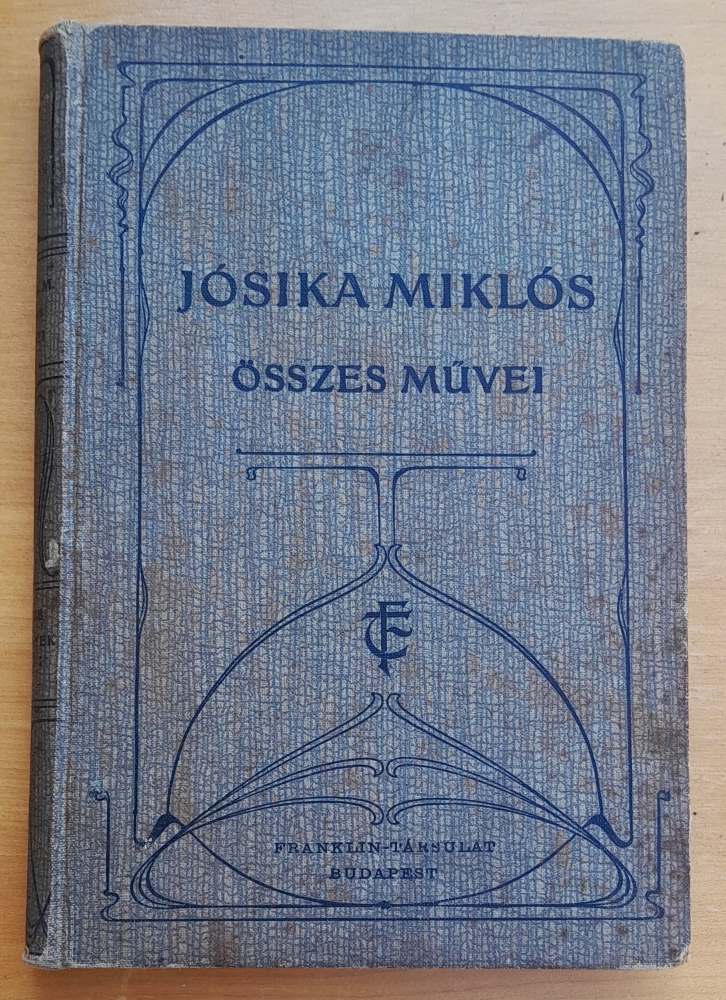 JÓSIKA MIKLÓS
ÖSSZES MŰVEI
FRANKLIN-TÁRSULAT
BUDAPEST